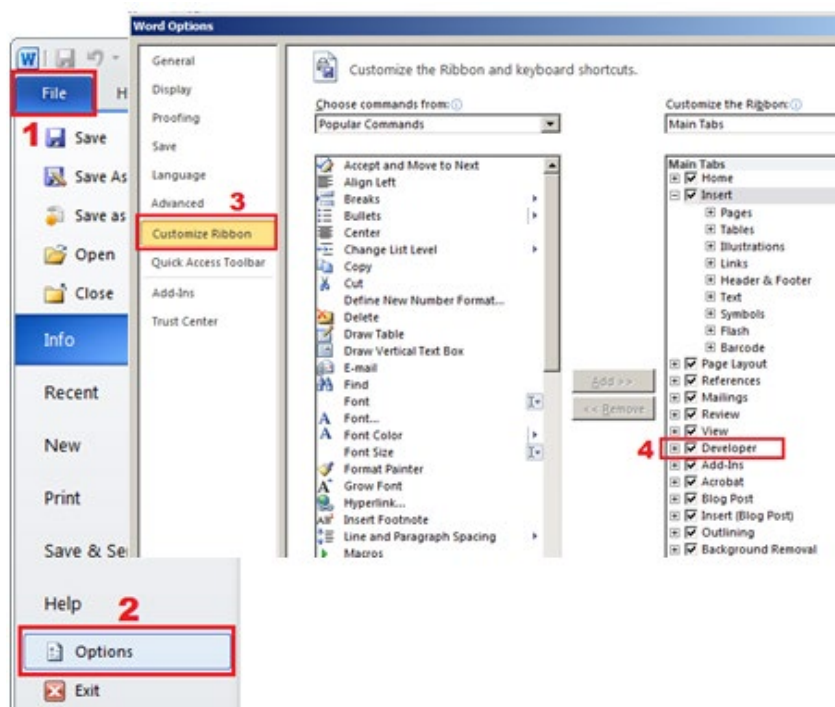 Word Options
W
File
H
1
Save
Save As
Save as
Open
Close
Info
Recent
New
Print
Save & Se
Help
2
Options
Exit
General
Display
Proofing
Save
Language
Advanced
3
Customize Ribbon
Quick Access Toolbar
Add-Ins
Trust Center
Customize the Ribbon and keyboard shortcuts.
Choose commands from:
Popular Commands
Accept and Move to Next
Align Left
Breaks
Bullets
Center
Change List Level
Copy
Cut
Define New Number Format...
Delete
Draw Table
Draw Vertical Text Box
E-mail
Find
Font
Font...
Font Color
Font Size
Format Painter
Grow Font
Hyperlink...
Insert Footnote
Line and Paragraph Spacing
Macros
Add >>
<< Remove
Customize the Ribbon:
Main Tabs
Main Tabs
Home
Insert
Pages
Tables
Illustrations
Links
Header & Footer
Text
Symbols
Flash
Barcode
Page Layout
References
Mailings
Review
View
4
Developer
Add-Ins
Acrobat
Blog Post
Insert (Blog Post)
Outlining
Background Removal